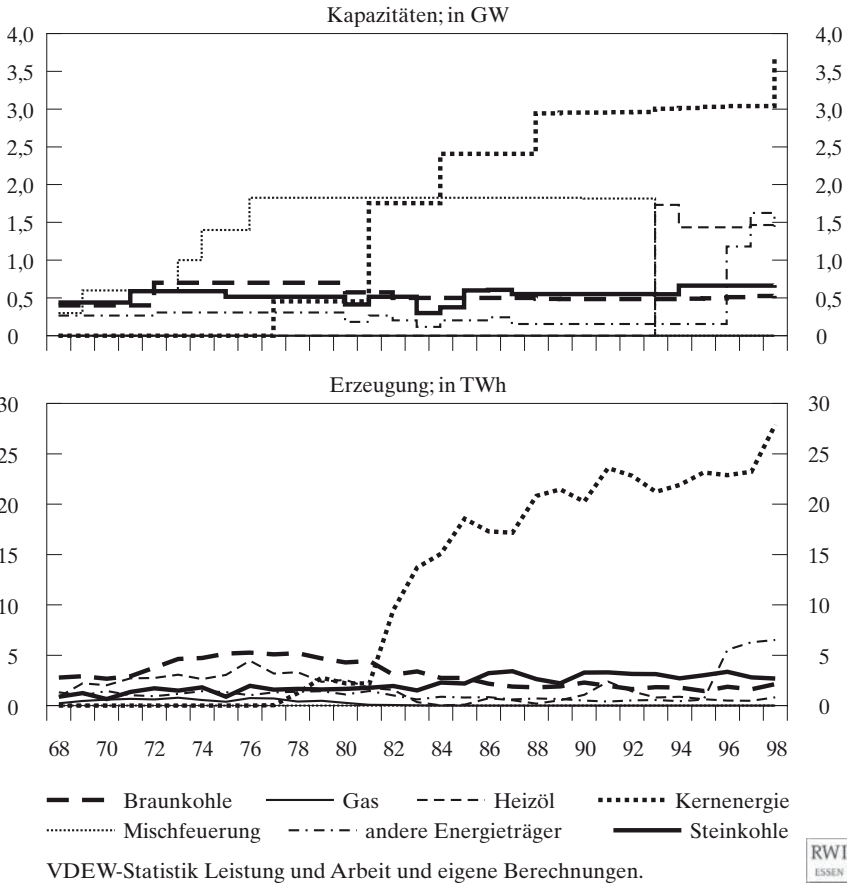 Kapazitäten; in GW
4,0 4,0
3,5 3,5
3,0 3,0
2,5 2,5
2,0 2,0
1,5 1,5
1,0 1,0
0,5 0,5
0 0
Erzeugung; in TWh
30 30
25 25
20 20
15 15
10 10
5 5
0 0
68 70 72 74 76 78 80 82 84 86 88 90 92 94 96 98
Braunkohle Gas Heizöl Kernenergie
Mischfeuerung andere Energieträger Steinkohle
VDEW-Statistik Leistung und Arbeit und eigene Berechnungen.
RWI
ESSEN